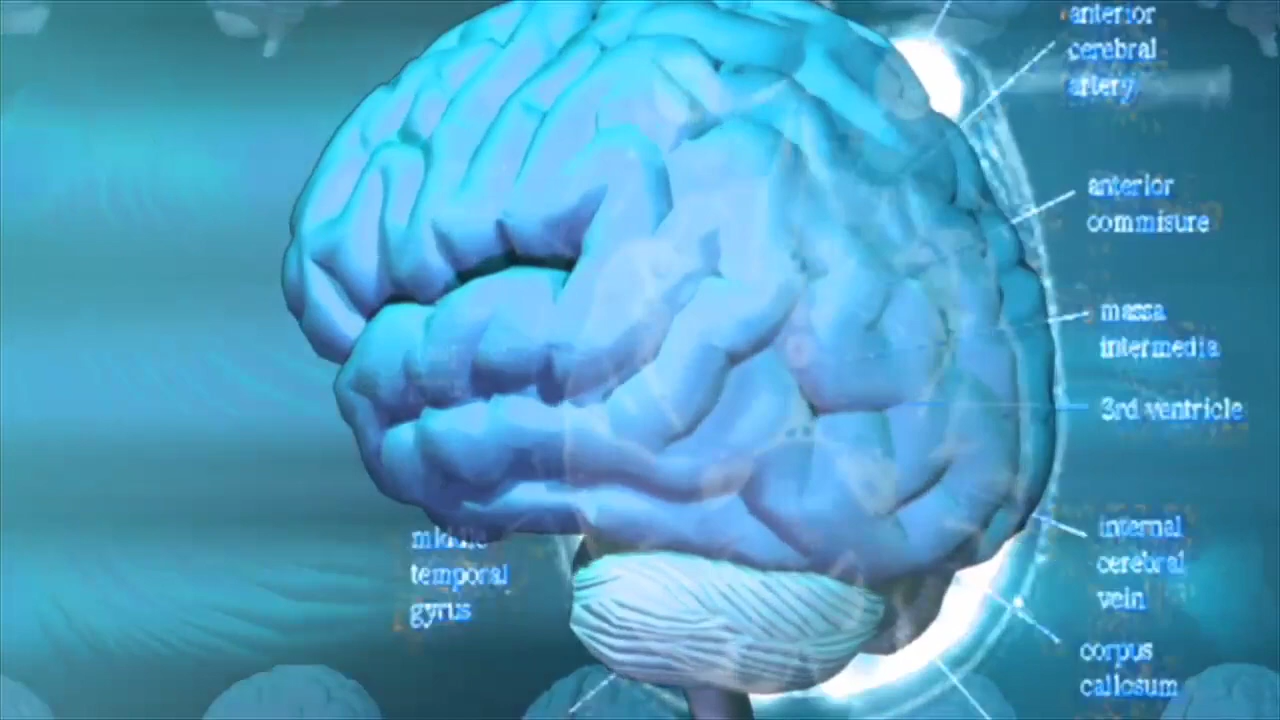 anterior
cerebral
artery
anterior
commisure
massa
intermedia
3rd ventricle
internal
cerebral
vein
corpus
callosum
middle
temporal
gyrus